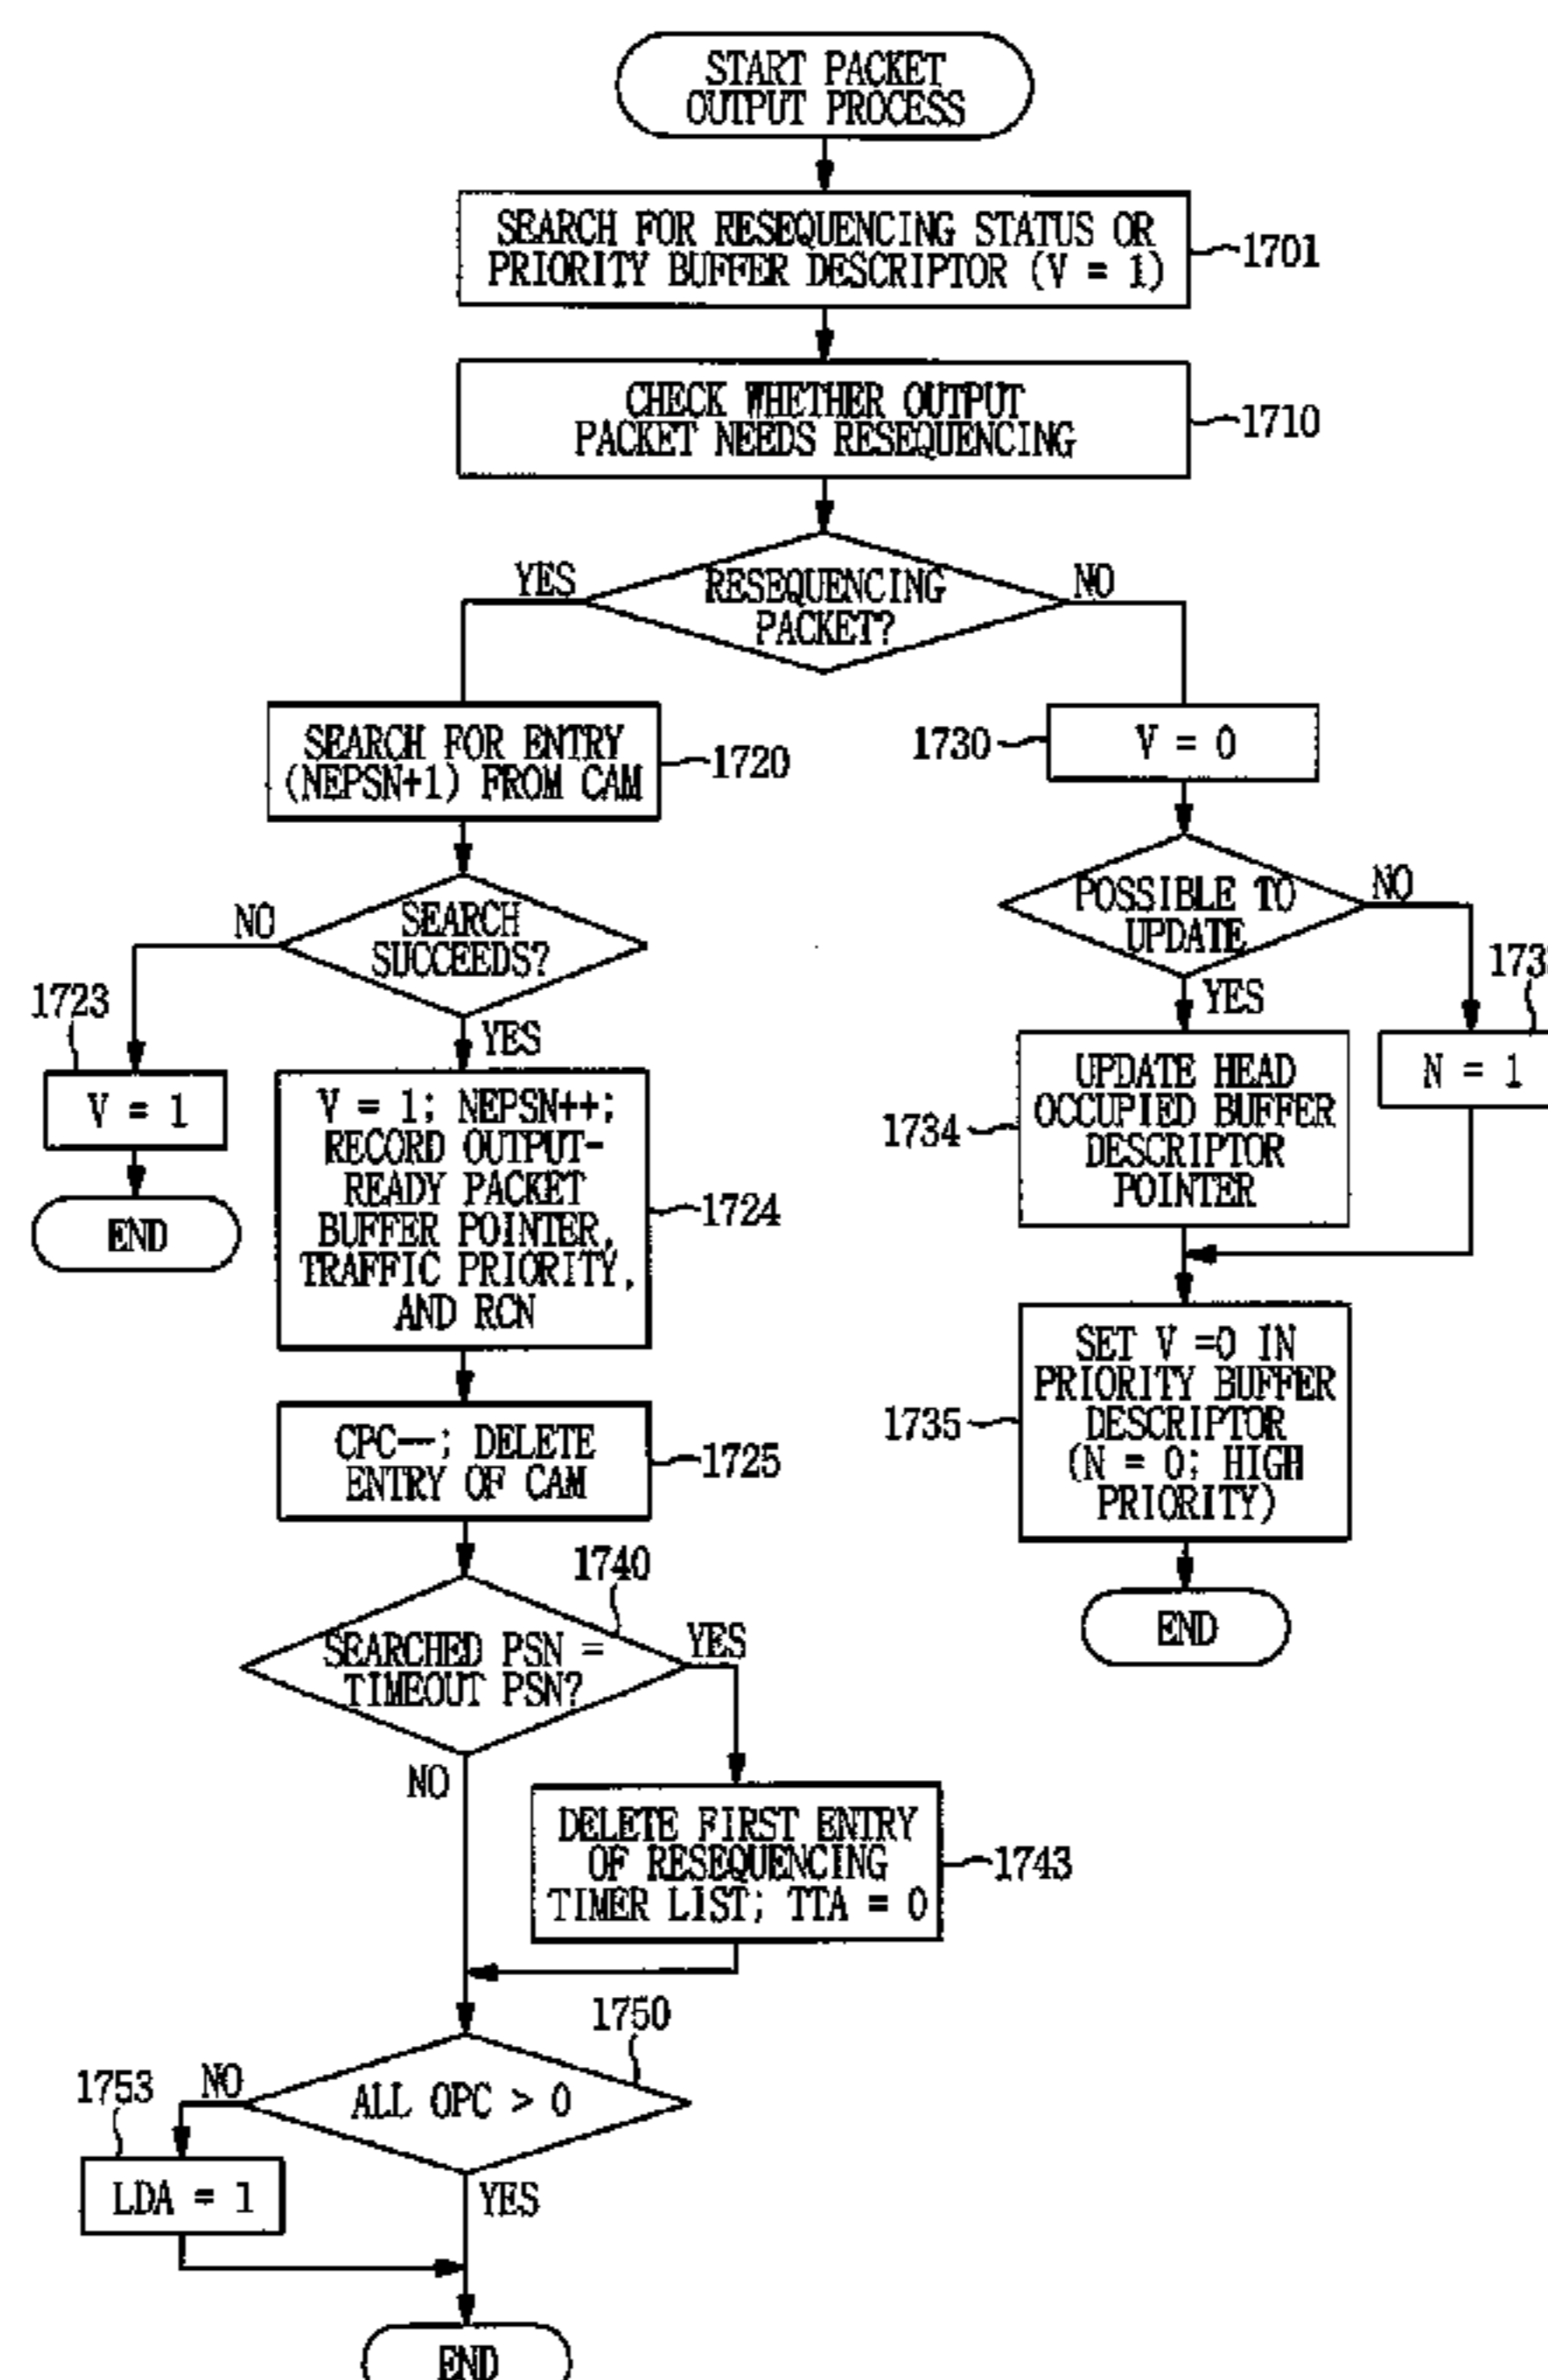 START PACKET
OUTPUT PROCESS
SEARCH FOR RESEQUENCING STATUS OR
PRIORITY BUFFER DESCRIPTOR (V = 1)
1701
CHECK WHETHER OUTPUT
PACKET NEEDS RESEQUENCING
1710
RESEQUENCING
PACKET?
YES
NO
SEARCH FOR ENTRY
(NEPSN+1) FROM CAM
1720
1730
V = 0
SEARCH
SUCCEEDS?
NO
YES
POSSIBLE TO
UPDATE
NO
YES
1723
V = 1
END
V = 1; NEPSN++;
RECORD OUTPUT-
READY PACKET
BUFFER POINTER,
TRAFFIC PRIORITY,
AND RCN
1724
1734
UPDATE HEAD
OCCUPIED BUFFER
DESCRIPTOR
POINTER
N = 1
CPC--; DELETE
ENTRY OF CAM
1725
1735
SET V =0 IN
PRIORITY BUFFER
DESCRIPTOR
(N = 0; HIGH
PRIORITY)
END
1740
SEARCHED PSN =
TIMEOUT PSN?
YES
NO
DELETE FIRST ENTRY
OF RESEQUENCING
TIMER LIST; TTA = 0
1743
1750
ALL OPC > 0
NO
YES
1753
LDA = 1
END